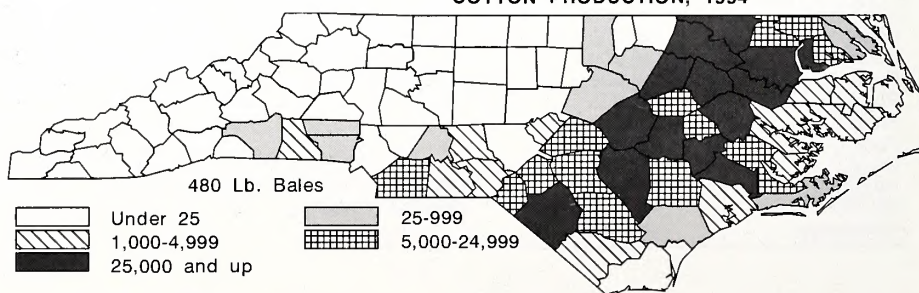 COTTON PRODUCTION, 1994
480 Lb. Bales
Under 25
25-999
1,000-4,999
5,000-24,999
25,000 and up